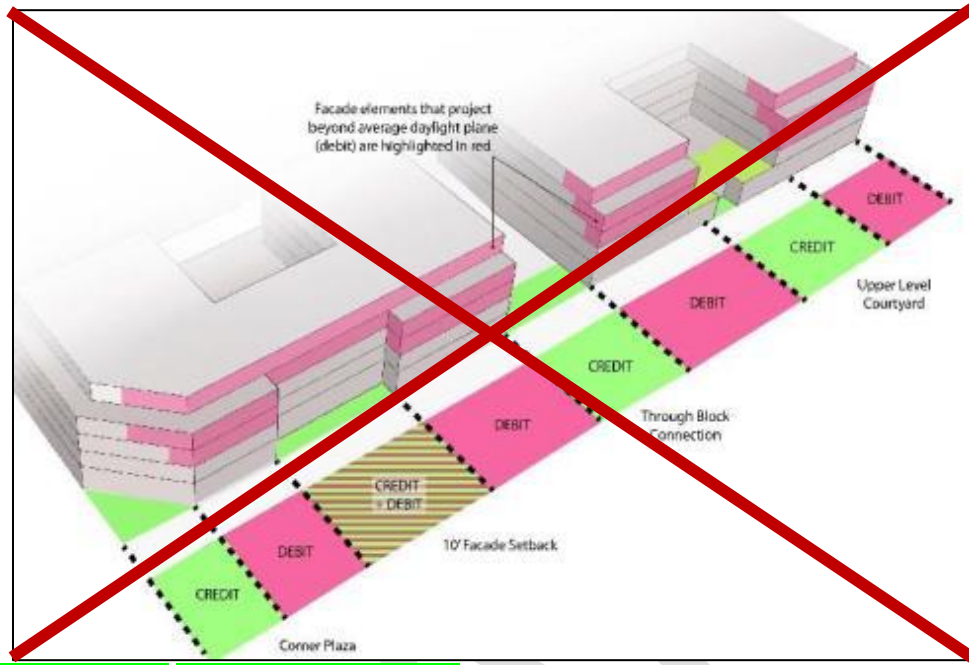 Facade elements that project
beyond average daylight plane
(debit) are highlighted in red
DEBIT
CREDIT
Upper Level
Courtyard
DEBIT
CREDIT
Through Block
Connection
DEBIT
CREDIT
+ DEBIT
10' Facade Setback
DEBIT
CREDIT
Corner Plaza